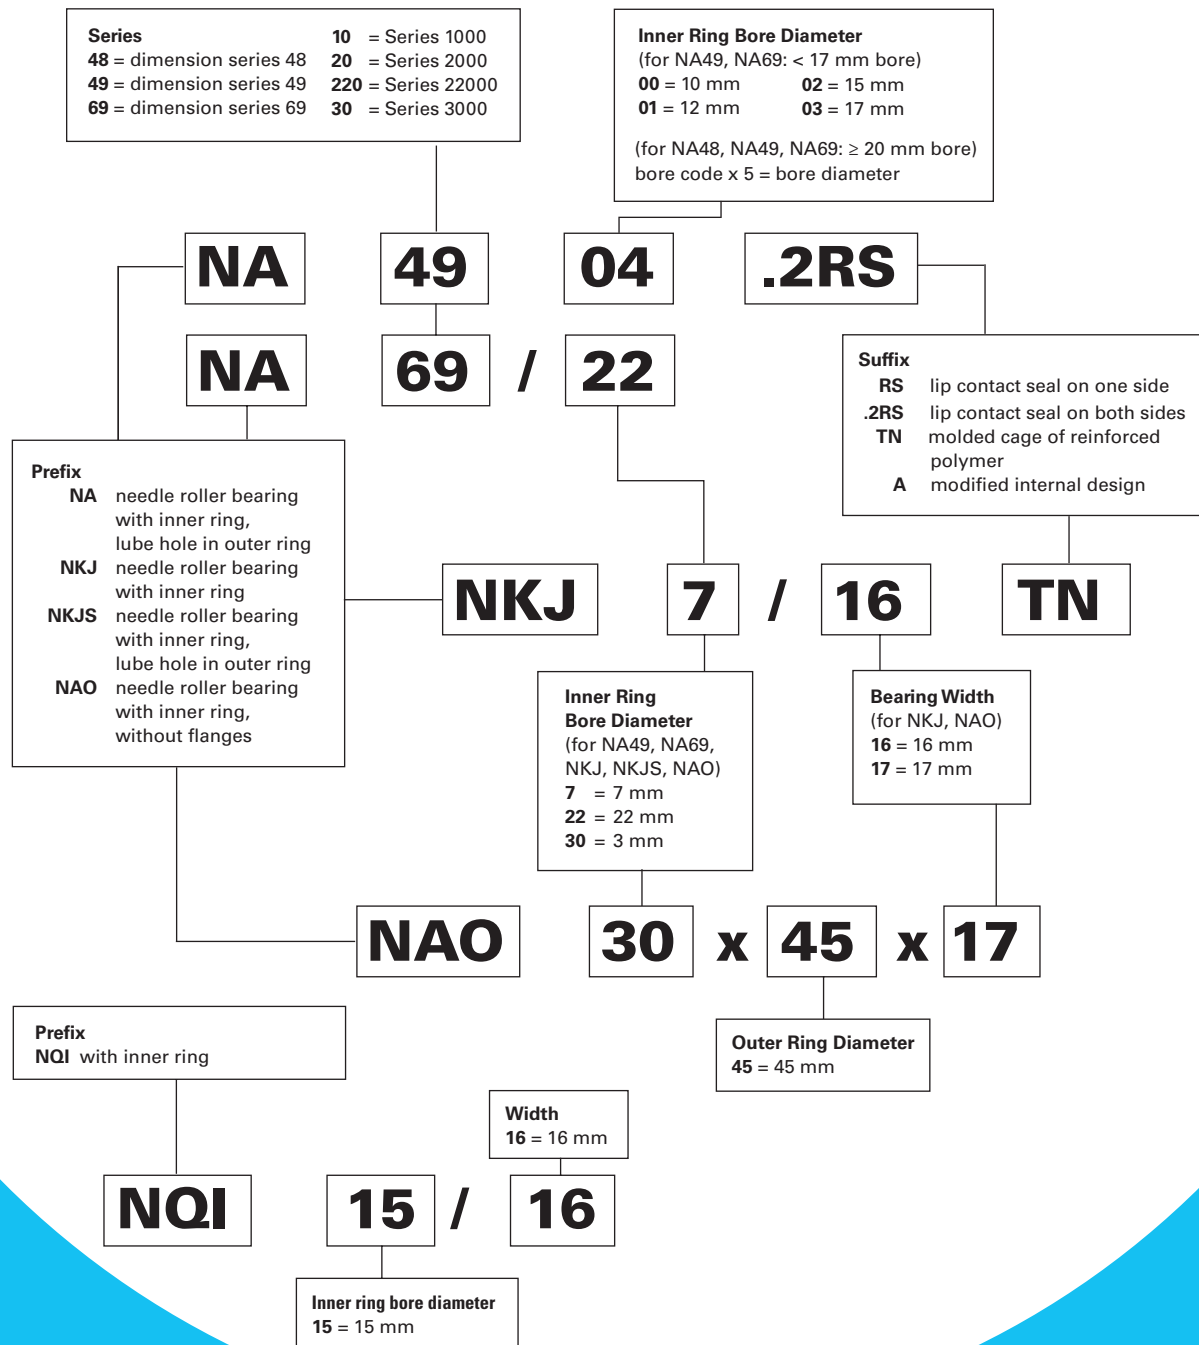 Series
48 = dimension series 48
49 = dimension series 49
69 = dimension series 69
10 = Series 1000
20 = Series 2000
220 = Series 22000
30 = Series 3000
Inner Ring Bore Diameter
(for NA49, NA69: < 17 mm bore)
00 = 10 mm 02 = 15 mm
01 = 12 mm 03 = 17 mm
(for NA48, NA49, NA69: ≥ 20 mm bore)
bore code x 5 = bore diameter
NA 49 04 .2RS
NA 69 / 22
Suffix
RS lip contact seal on one side
.2RS lip contact seal on both sides
TN molded cage of reinforced
polymer
A modified internal design
Prefix
NA needle roller bearing
with inner ring,
lube hole in outer ring
NKJ needle roller bearing
with inner ring
NKJS needle roller bearing
with inner ring,
lube hole in outer ring
NAO needle roller bearing
with inner ring,
without flanges
NKJ 7 / 16 TN
Inner Ring
Bore Diameter
(for NA49, NA69,
NKJ, NKJS, NAO)
7 = 7 mm
22 = 22 mm
30 = 3 mm
Bearing Width
(for NKJ, NAO)
16 = 16 mm
17 = 17 mm
NAO 30 x 45 x 17
Outer Ring Diameter
45 = 45 mm
Prefix
NQI with inner ring
Width
16 = 16 mm
NQI 15 / 16
Inner ring bore diameter
15 = 15 mm